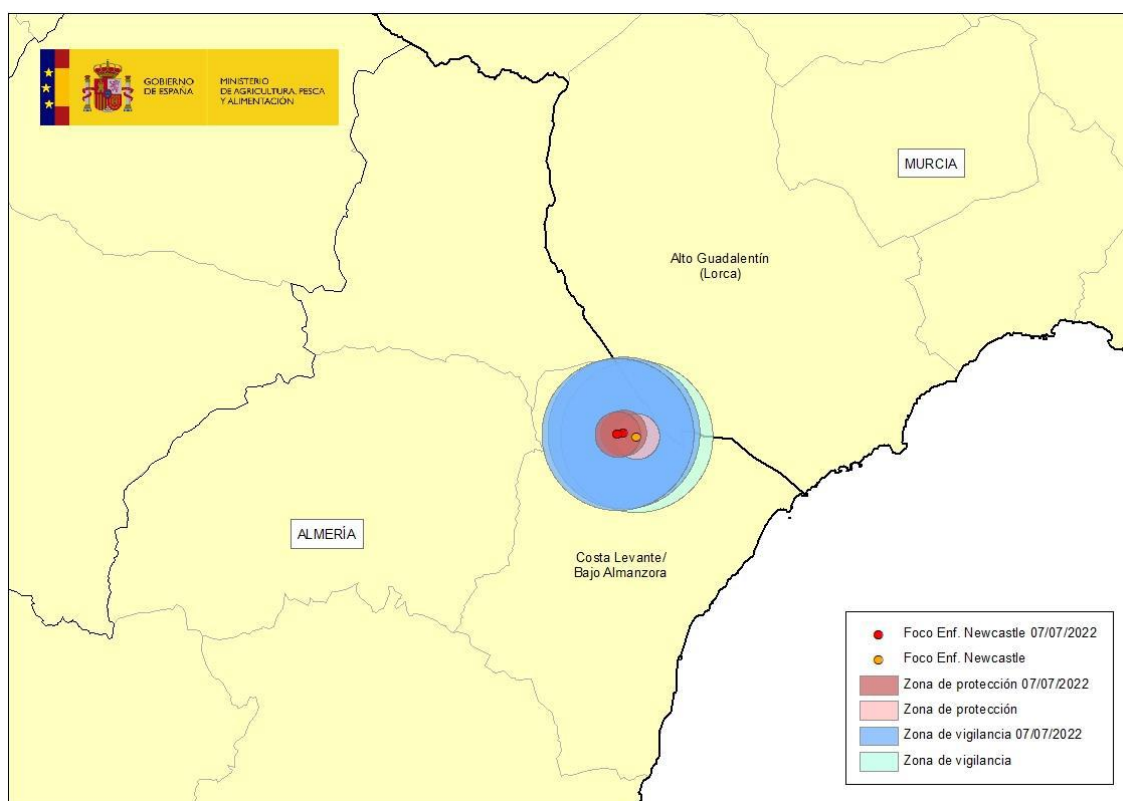 GOBIERNO
DE ESPAÑA
MINISTERIO
DE AGRICULTURA, PESCA
Y ALIMENTACIÓN
MURCIA
Alto Guadalentín
(Lorca)
ALMERÍA
Costa Levante/
Bajo Almanzora
Foco Enf. Newcastle 07/07/2022
Foco Enf. Newcastle
Zona de protección 07/07/2022
Zona de protección
Zona de vigilancia 07/07/2022
Zona de vigilancia